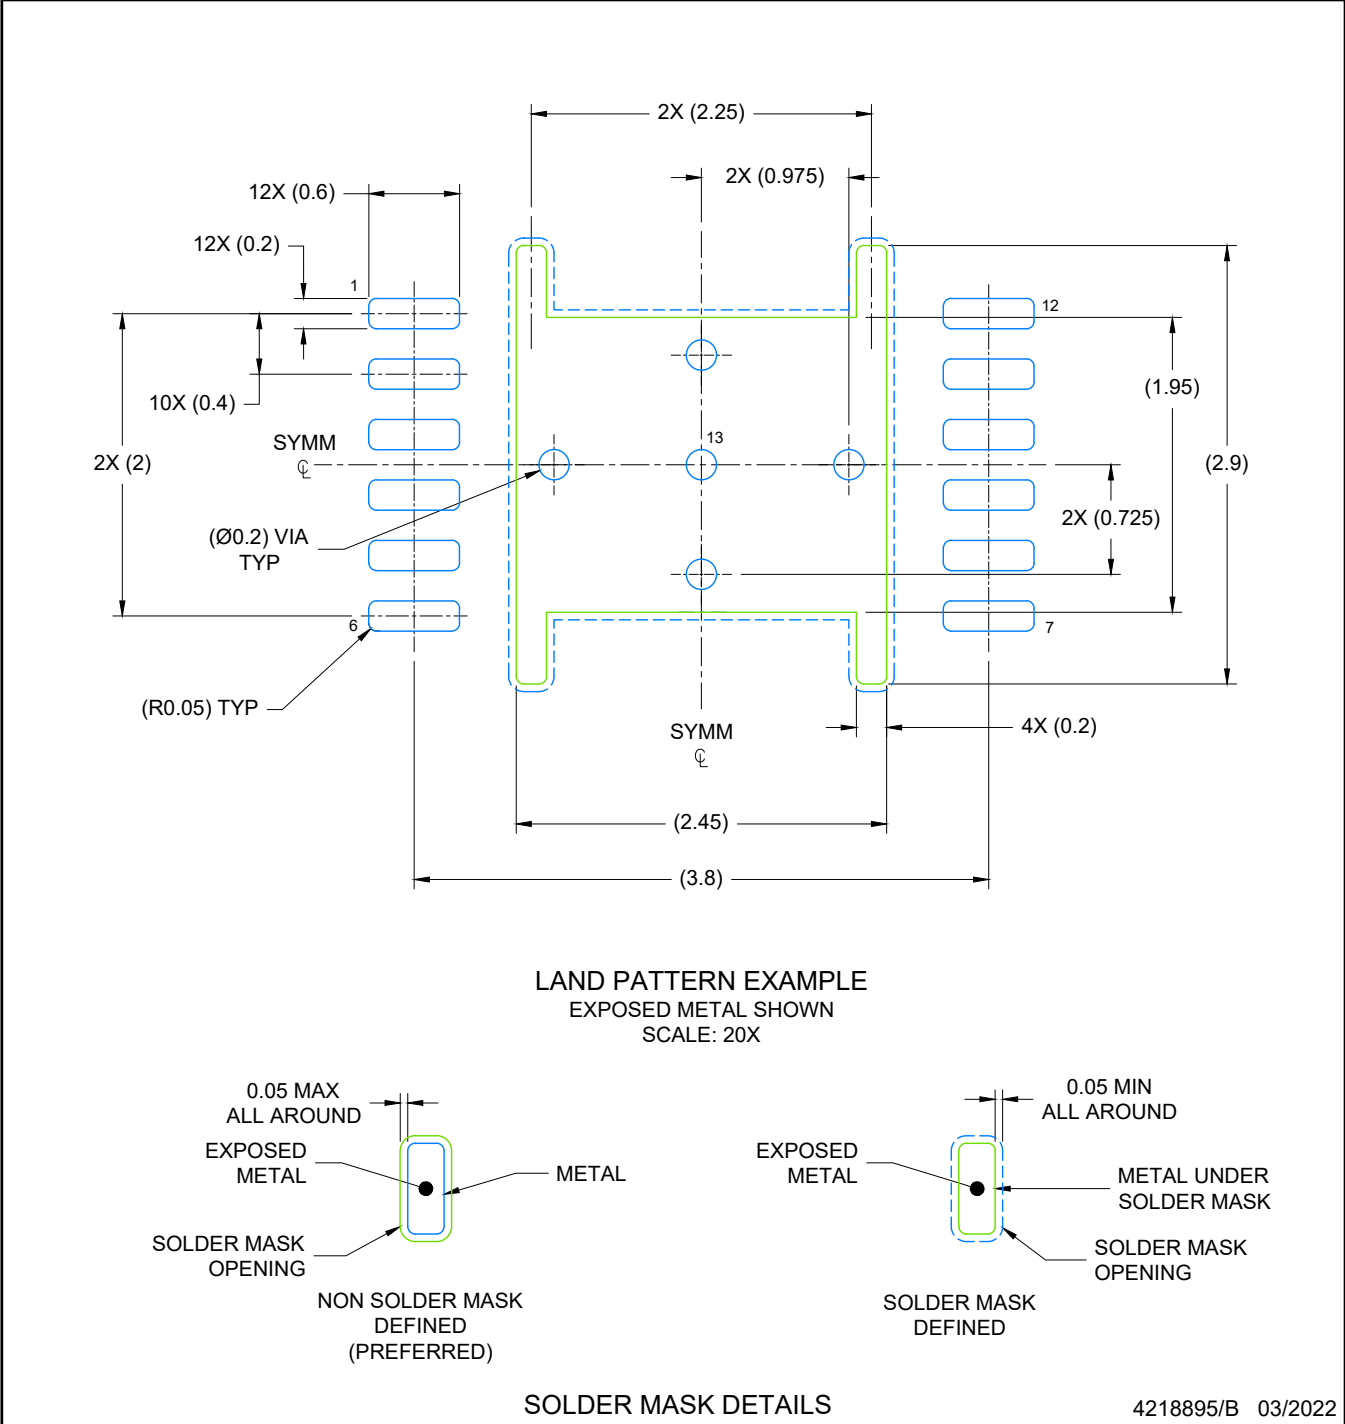 2X (2.25)
2X (0.975)
12X (0.6)
12X (0.2)
1
12
10X (0.4)
(1.95)
SYMM
℄
13
2X (2)
(2.9)
2X (0.725)
(Ø0.2) VIA
TYP
6
7
(R0.05) TYP
SYMM
℄
4X (0.2)
(2.45)
(3.8)
LAND PATTERN EXAMPLE
EXPOSED METAL SHOWN
SCALE: 20X
0.05 MAX
ALL AROUND
EXPOSED
METAL
METAL
SOLDER MASK
OPENING
NON SOLDER MASK
DEFINED
(PREFERRED)
0.05 MIN
ALL AROUND
EXPOSED
METAL
METAL UNDER
SOLDER MASK
SOLDER MASK
OPENING
SOLDER MASK
DEFINED
SOLDER MASK DETAILS
4218895/B 03/2022